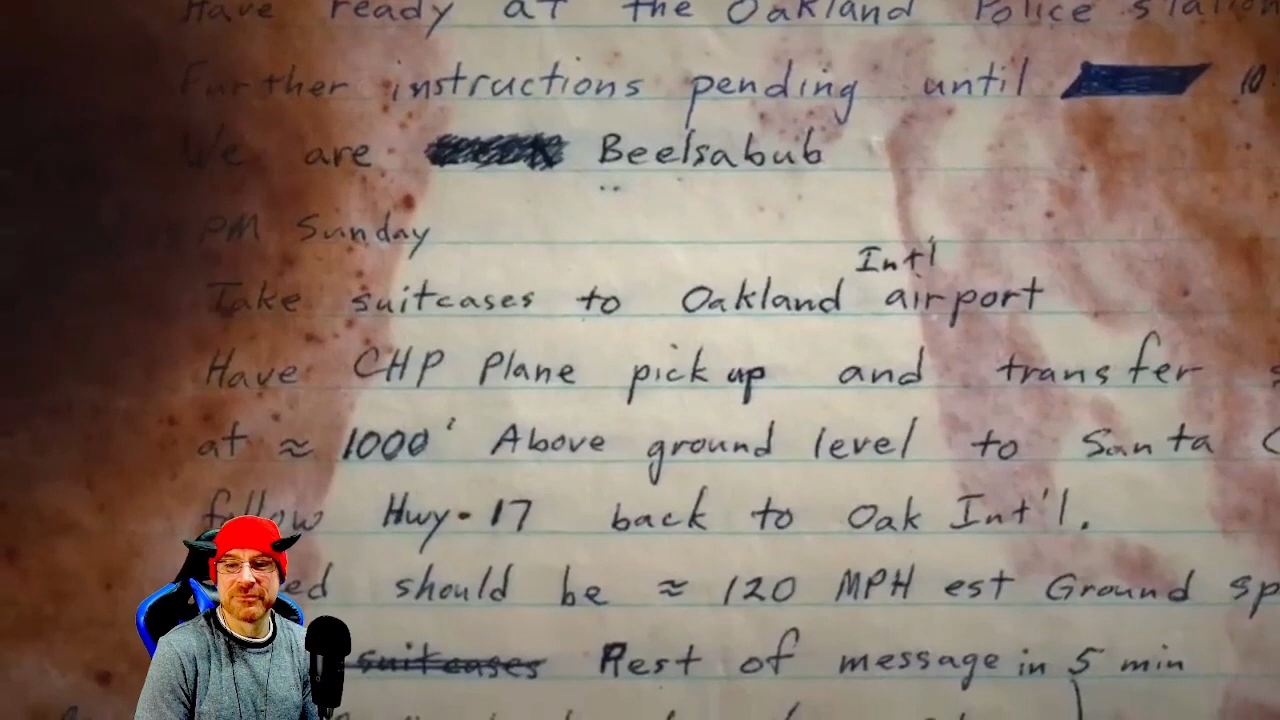 Have ready at the Oakland Police station
Further instructions pending until 10
We are Beelsabub
PM Sunday
Int'l
Take suitcases to Oakland airport
Have CHP Plane pick up and transfer
at ≈ 1000' Above ground level to Santa C
follow Hwy-17 back to Oak Int'l.
ed should be ≈ 120 MPH est Ground sp
suitcases Rest of message in 5 min